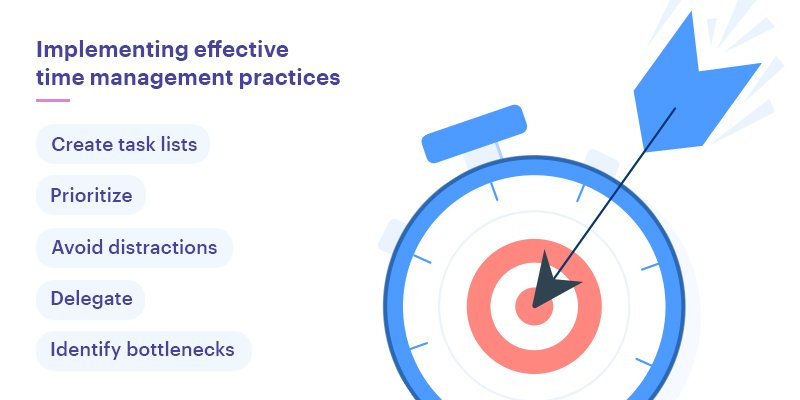 Implementing effective
time management practices
Create task lists
Prioritize
Avoid distractions
Delegate
Identify bottlenecks